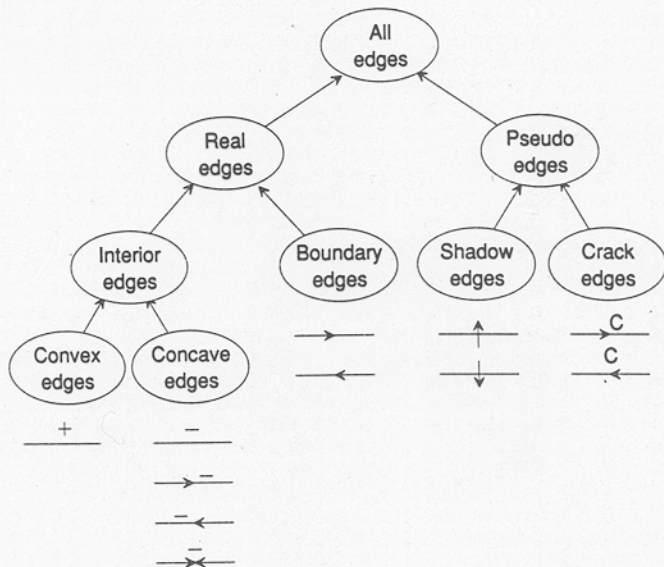 All
edges
Real
edges
Pseudo
edges
Interior
edges
Boundary
edges
Shadow
edges
Crack
edges
Convex
edges
Concave
edges
C
C
+
−
−
−
−